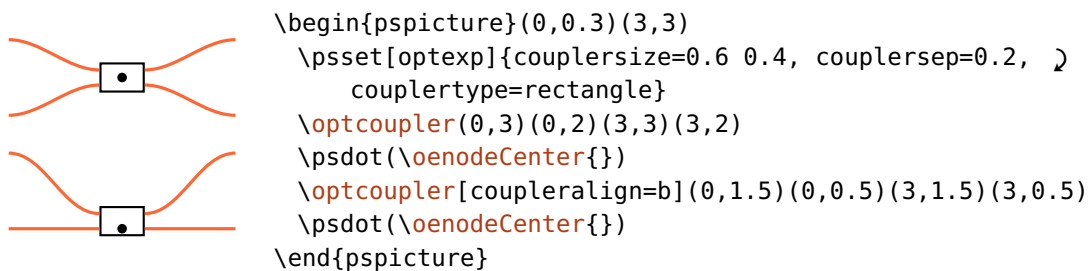 \begin{pspicture}(0,0.3)(3,3)
\psset[optexp]{couplersize=0.6 0.4, couplersep=0.2,
couplertype=rectangle}
\optcoupler(0,3)(0,2)(3,3)(3,2)
\psdot(\oenodeCenter{})
\optcoupler[coupleralign=b](0,1.5)(0,0.5)(3,1.5)(3,0.5)
\psdot(\oenodeCenter{})
\end{pspicture}